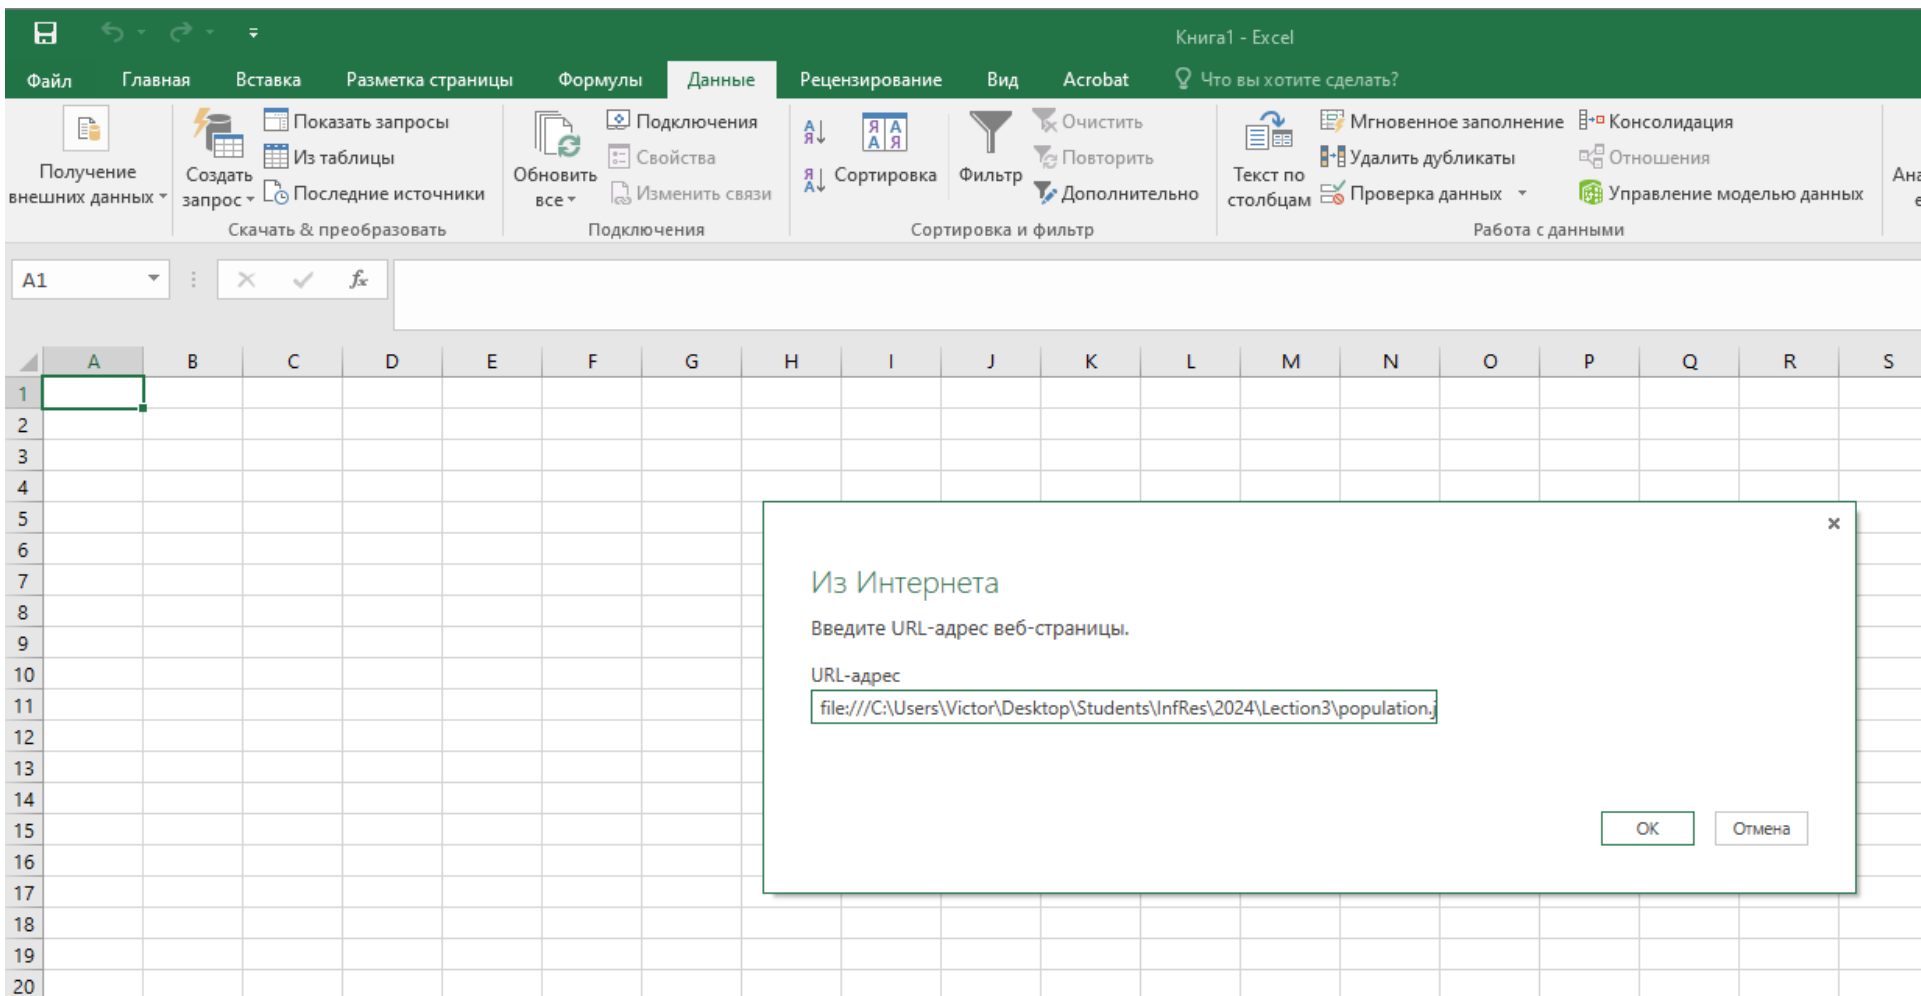 Книга1 - Excel
Файл Главная Вставка Разметка страницы Формулы Данные Рецензирование Вид Acrobat Что вы хотите сделать?
Получение
внешних данных
Создать
запрос
Показать запросы
Из таблицы
Последние источники
Скачать & преобразовать
Обновить
все
Подключения
Свойства
Изменить связи
Подключения
Сортировка
Фильтр
Очистить
Повторить
Дополнительно
Сортировка и фильтр
Текст по
столбцам
Мгновенное заполнение
Удалить дубликаты
Проверка данных
Консолидация
Отношения
Управление моделью данных
Работа с данными
A1
fx
A B C D E F G H I J K L M N O P Q R S
1
2
3
4
5
6
7
8
9
10
11
12
13
14
15
16
17
18
19
20
Из Интернета
Введите URL-адрес веб-страницы.
URL-адрес
file:///C:\Users\Victor\Desktop\Students\InfRes\2024\Lection3\population.j
ОК Отмена